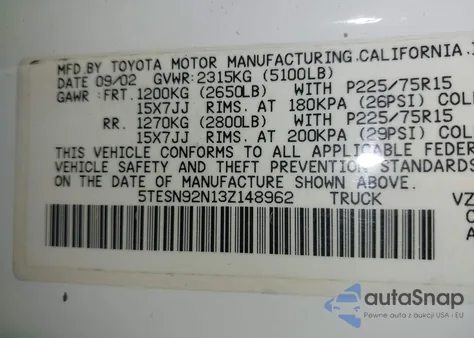 MFD.BY TOYOTA MOTOR MANUFACTURING.CALIFORNIA.I
DATE 09/02 GVWR:2315KG (5100LB)
GAWR :FRT.1200KG (2650LB) WITH P225/75R15
15X7JJ RIMS. AT 180KPA (26PSI) COL
RR. 1270KG (2800LB) WITH P225/75R15
15X7JJ RIMS. AT 200KPA (29PSI) COL
THIS VEHICLE CONFORMS TO ALL APPLICABLE FEDER
VEHICLE SAFETY AND THEFT PREVENTION STANDARDS
ON THE DATE OF MANUFACTURE SHOWN ABOVE.
5TESN92N13Z148962 TRUCK VZ
C
A
autoSnap
Pewne auta z aukcji USA - EU